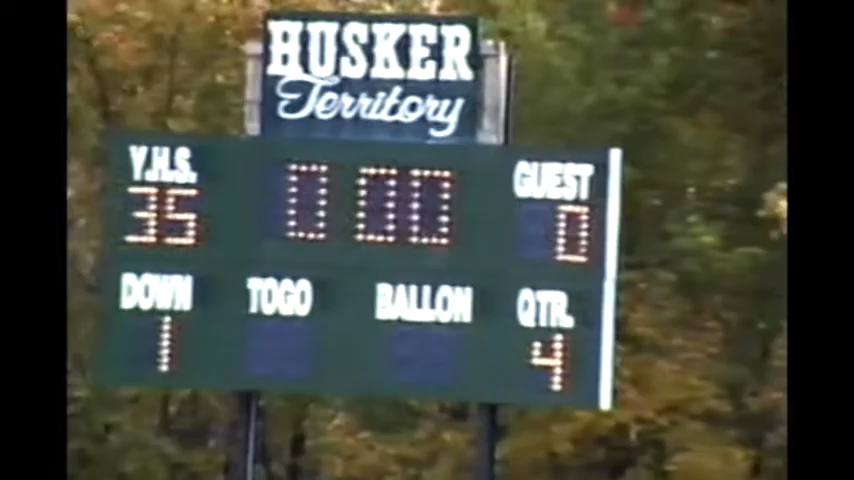 HUSKER
Territory
Y.H.S. GUEST
35 0 00 0
DOWN TOGO BALLON QTR.
1 4